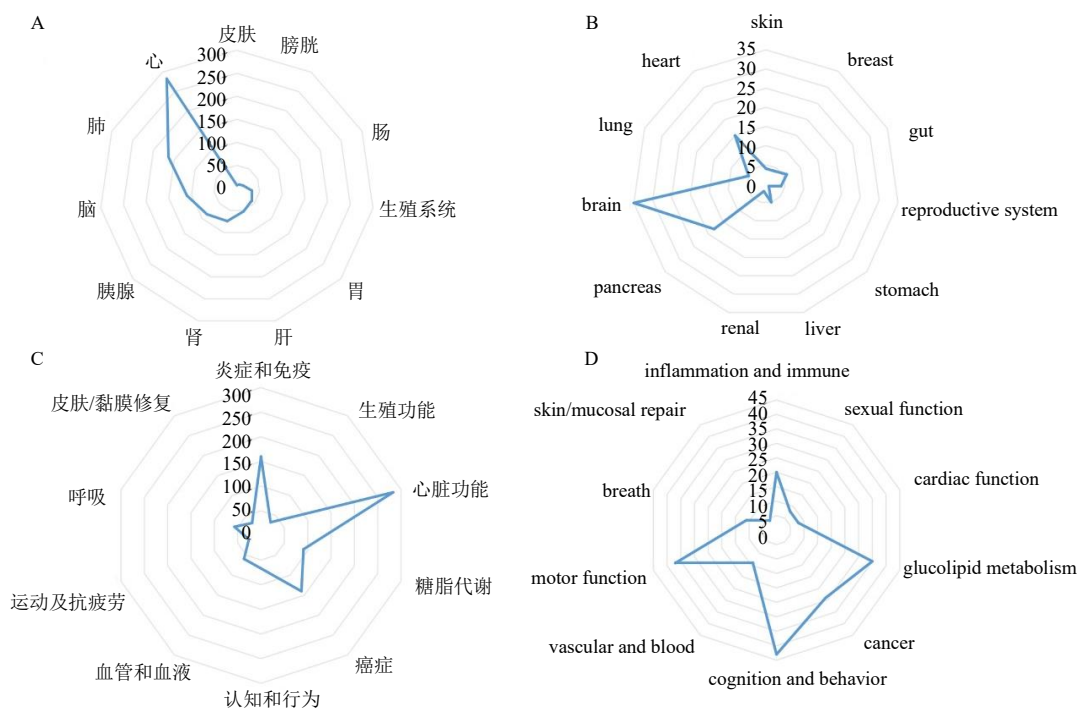 A
皮肤
膀胱
肠
生殖系统
胃
肝
肾
胰腺
脑
肺
心
300
250
200
150
100
50
0
B
skin
breast
gut
reproductive system
stomach
liver
renal
pancreas
brain
lung
heart
35
30
25
20
15
10
5
0
C
炎症和免疫
生殖功能
心脏功能
糖脂代谢
癌症
认知和行为
血管和血液
运动及抗疲劳
呼吸
皮肤/黏膜修复
300
250
200
150
100
50
0
D
inflammation and immune
sexual function
cardiac function
glucolipid metabolism
cancer
cognition and behavior
vascular and blood
motor function
breath
skin/mucosal repair
45
40
35
30
25
20
15
10
5
0